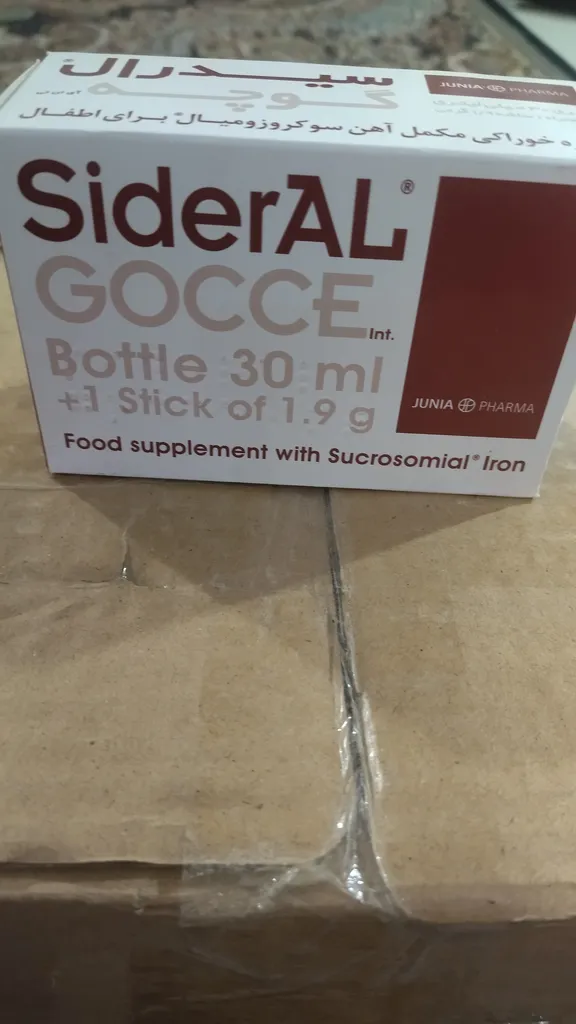 سیدرال®
گوچه
JUNIA PHARMA
خوراکی مکمل آهن سوکروزومیال® برای اطفال
SiderAL®
GOCCE Int.
Bottle 30 ml
+1 Stick of 1.9 g
JUNIA PHARMA
Food supplement with Sucrosomial® Iron